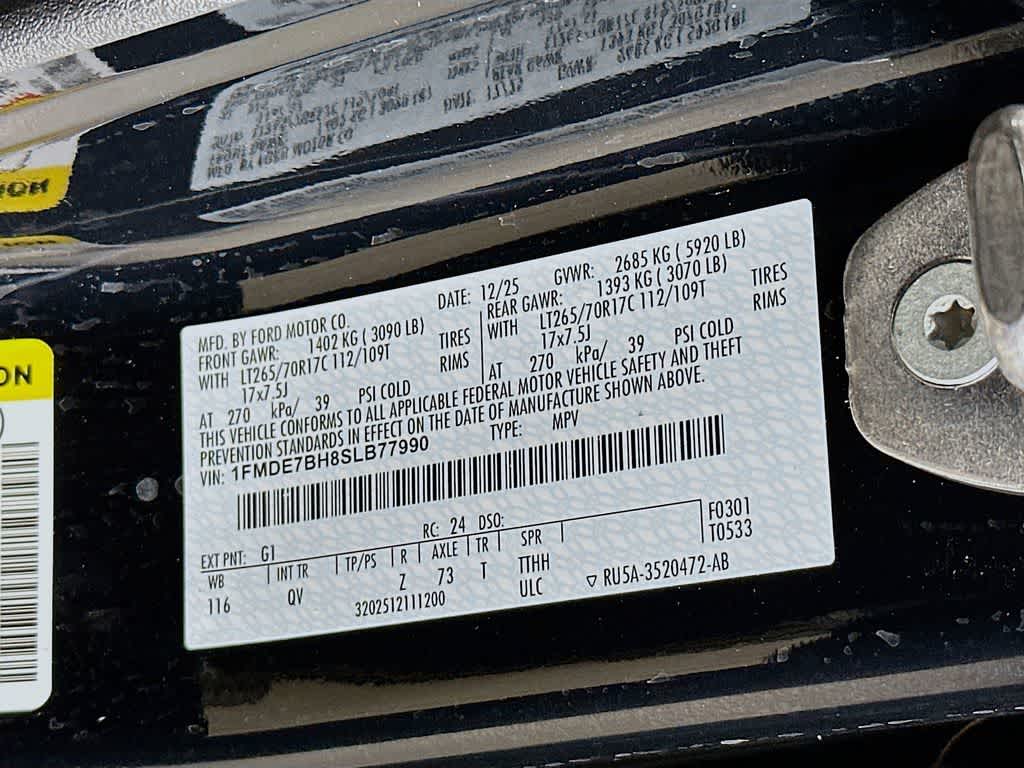 MFD. BY FORD MOTOR CO.
DATE: 12/25 GVWR: 2685 KG ( 5920 LB)
FRONT GAWR: 1402 KG ( 3090 LB)
REAR GAWR: 1393 KG ( 3070 LB)
WITH LT265/70R17C 112/109T TIRES
WITH LT265/70R17C 112/109T TIRES
17x7.5J RIMS
17x7.5J RIMS
AT 270 kPa/ 39 PSI COLD
AT 270 kPa/ 39 PSI COLD
THIS VEHICLE CONFORMS TO ALL APPLICABLE FEDERAL MOTOR VEHICLE SAFETY AND THEFT
PREVENTION STANDARDS IN EFFECT ON THE DATE OF MANUFACTURE SHOWN ABOVE.
VIN: 1FMDE7BH8SLB77990 TYPE: MPV
EXT PNT: G1 RC: 24 DSO: F0301
WB INT TR TP/PS R AXLE TR SPR T0533
116 QV Z 73 T TTHH
3202512111200 ULC ▽ RU5A-3520472-AB
ON